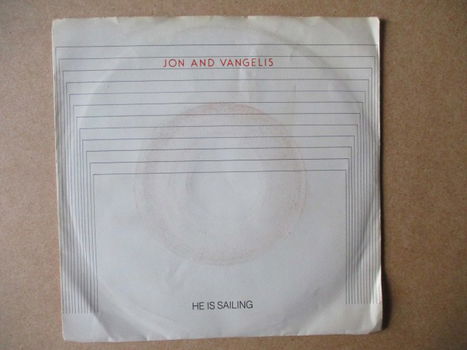 JON AND VANGELIS
HE IS SAILING